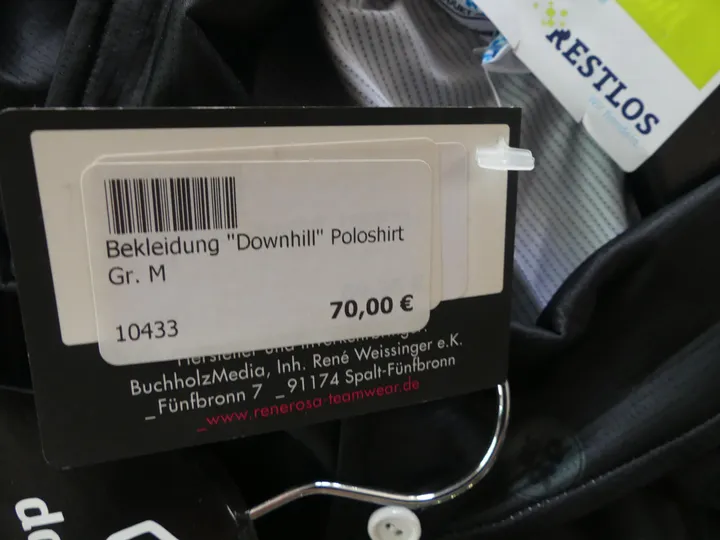 RESTLOS
Bekleidung "Downhill" Poloshirt
Gr. M
70,00 €
10433
BuchholzMedia, Inh. René Weissinger e.K.
_Fünfbronn 7 _91174 Spalt-Fünfbronn
_www.renerosa-teamwear.de